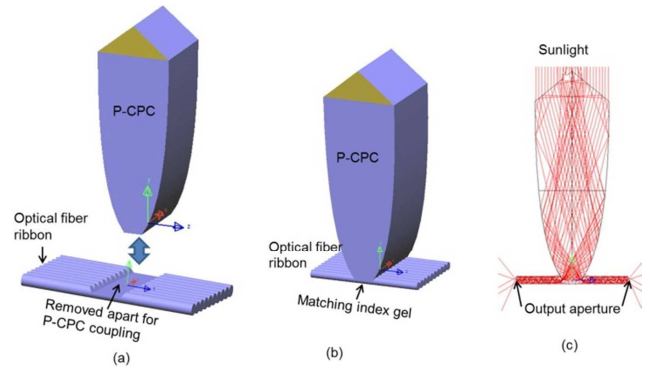 P-CPC
Optical fiber
ribbon
Removed apart for
P-CPC coupling
(a)
P-CPC
Optical fiber
ribbon
Matching index gel
(b)
Sunlight
Output aperture
(c)